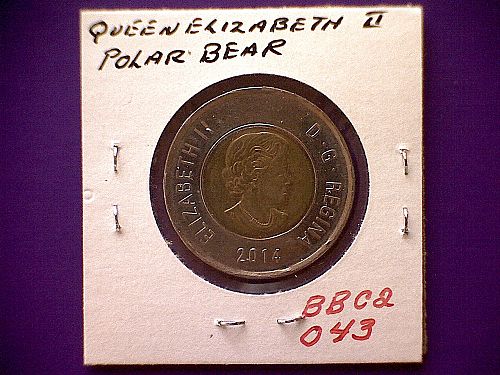 QUEEN ELIZABETH II
POLAR BEAR
ELIZABETH II D·G·REGINA
2014
BBC2
043